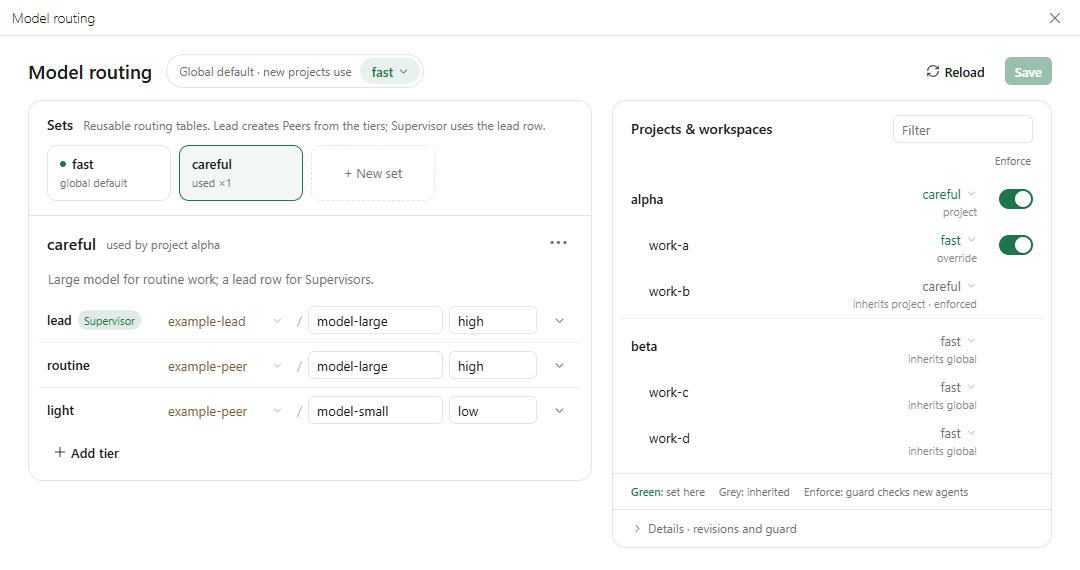 Model routing
Model routing
Global default · new projects use fast
Reload
Save
Sets Reusable routing tables. Lead creates Peers from the tiers; Supervisor uses the lead row.
fast
global default
careful
used ×1
+ New set
careful used by project alpha
Large model for routine work; a lead row for Supervisors.
lead Supervisor example-lead / model-large high
routine example-peer / model-large high
light example-peer / model-small low
+ Add tier
Projects & workspaces
Filter
Enforce
alpha careful
project
work-a fast
override
work-b careful
inherits project · enforced
beta fast
inherits global
work-c fast
inherits global
work-d fast
inherits global
Green: set here Grey: inherited Enforce: guard checks new agents
Details · revisions and guard